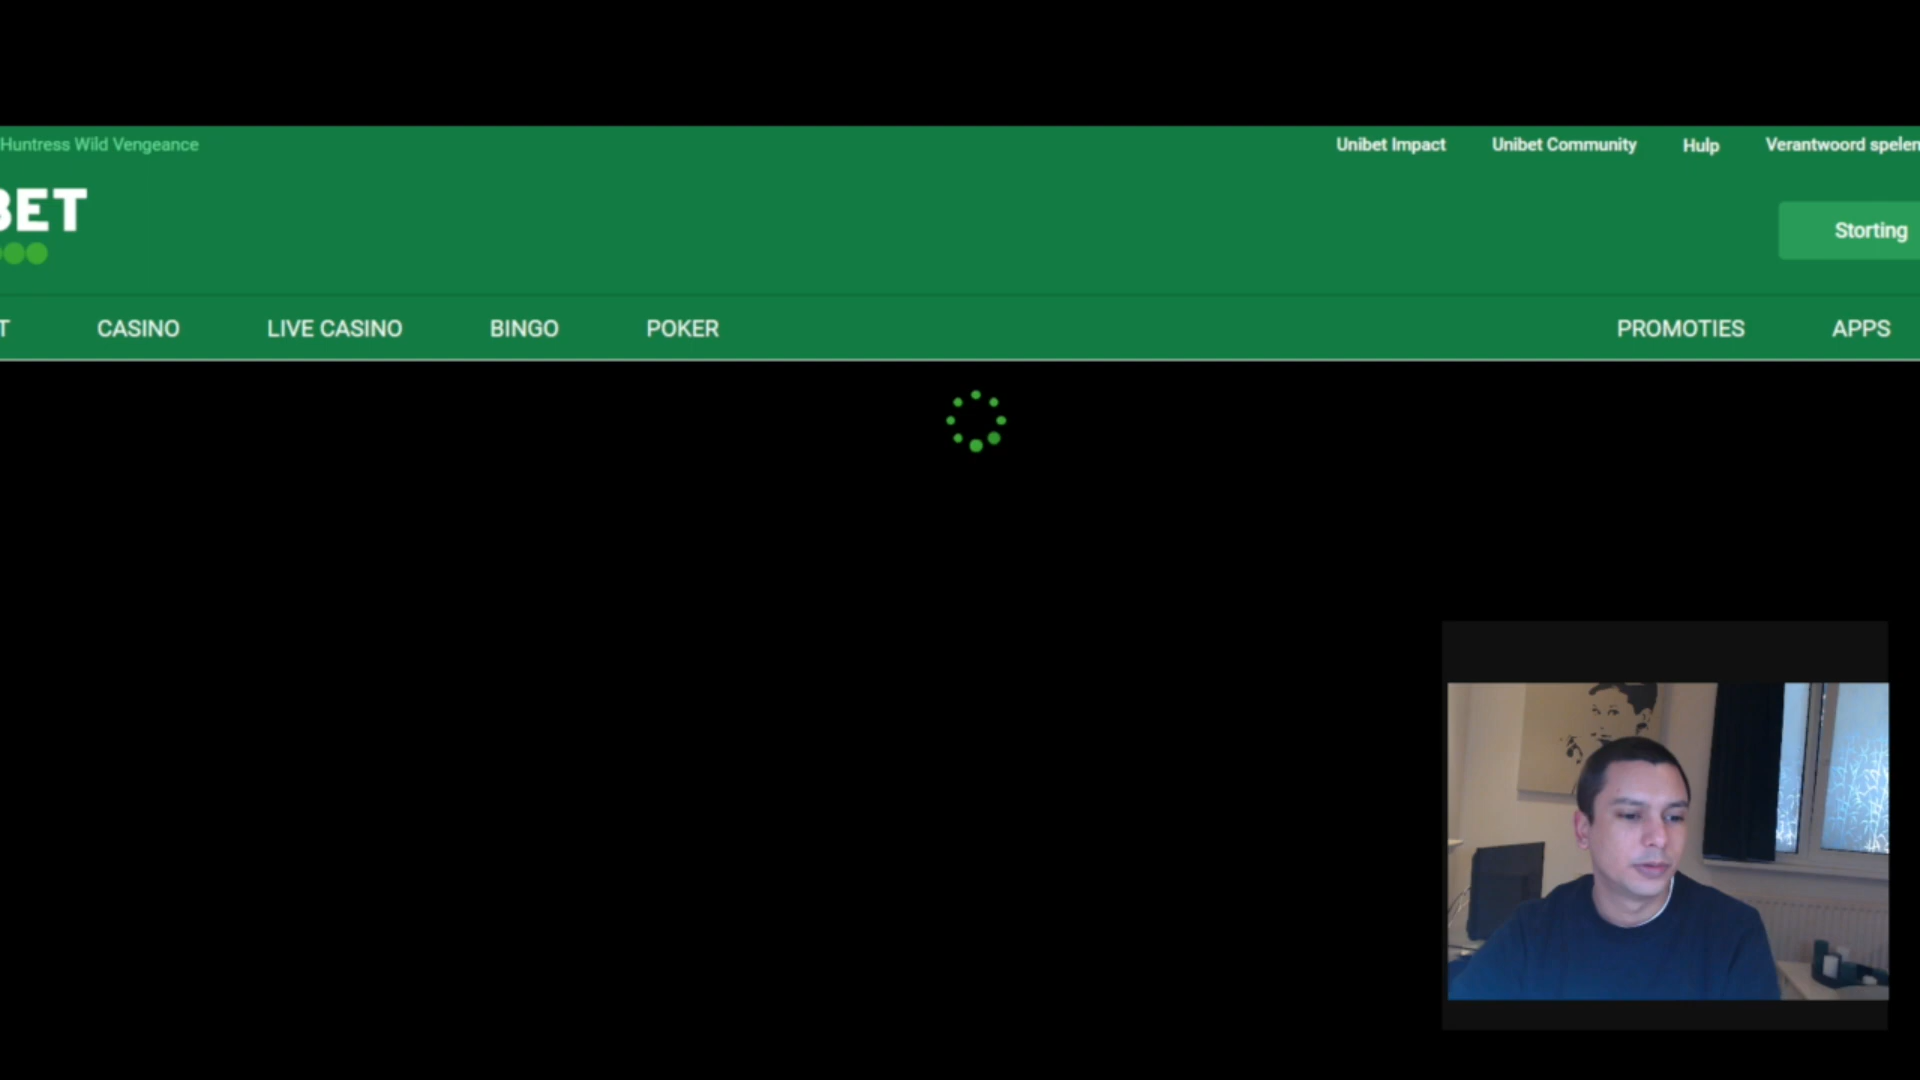 Huntress Wild Vengeance
Unibet Impact
Unibet Community
Hulp
Verantwoord spelen
BET
Storting
T
CASINO
LIVE CASINO
BINGO
POKER
PROMOTIES
APPS